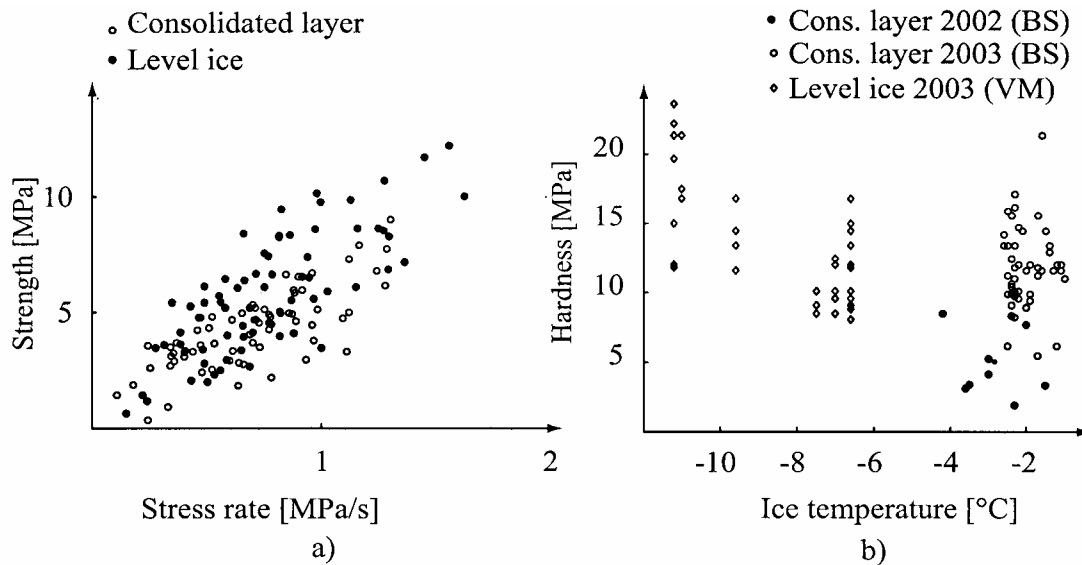 Consolidated layer
Level ice
Strength [MPa]
10
5
1
2
Stress rate [MPa/s]
a)
Cons. layer 2002 (BS)
Cons. layer 2003 (BS)
Level ice 2003 (VM)
Hardness [MPa]
20
15
10
5
-10
-8
-6
-4
-2
Ice temperature [°C]
b)